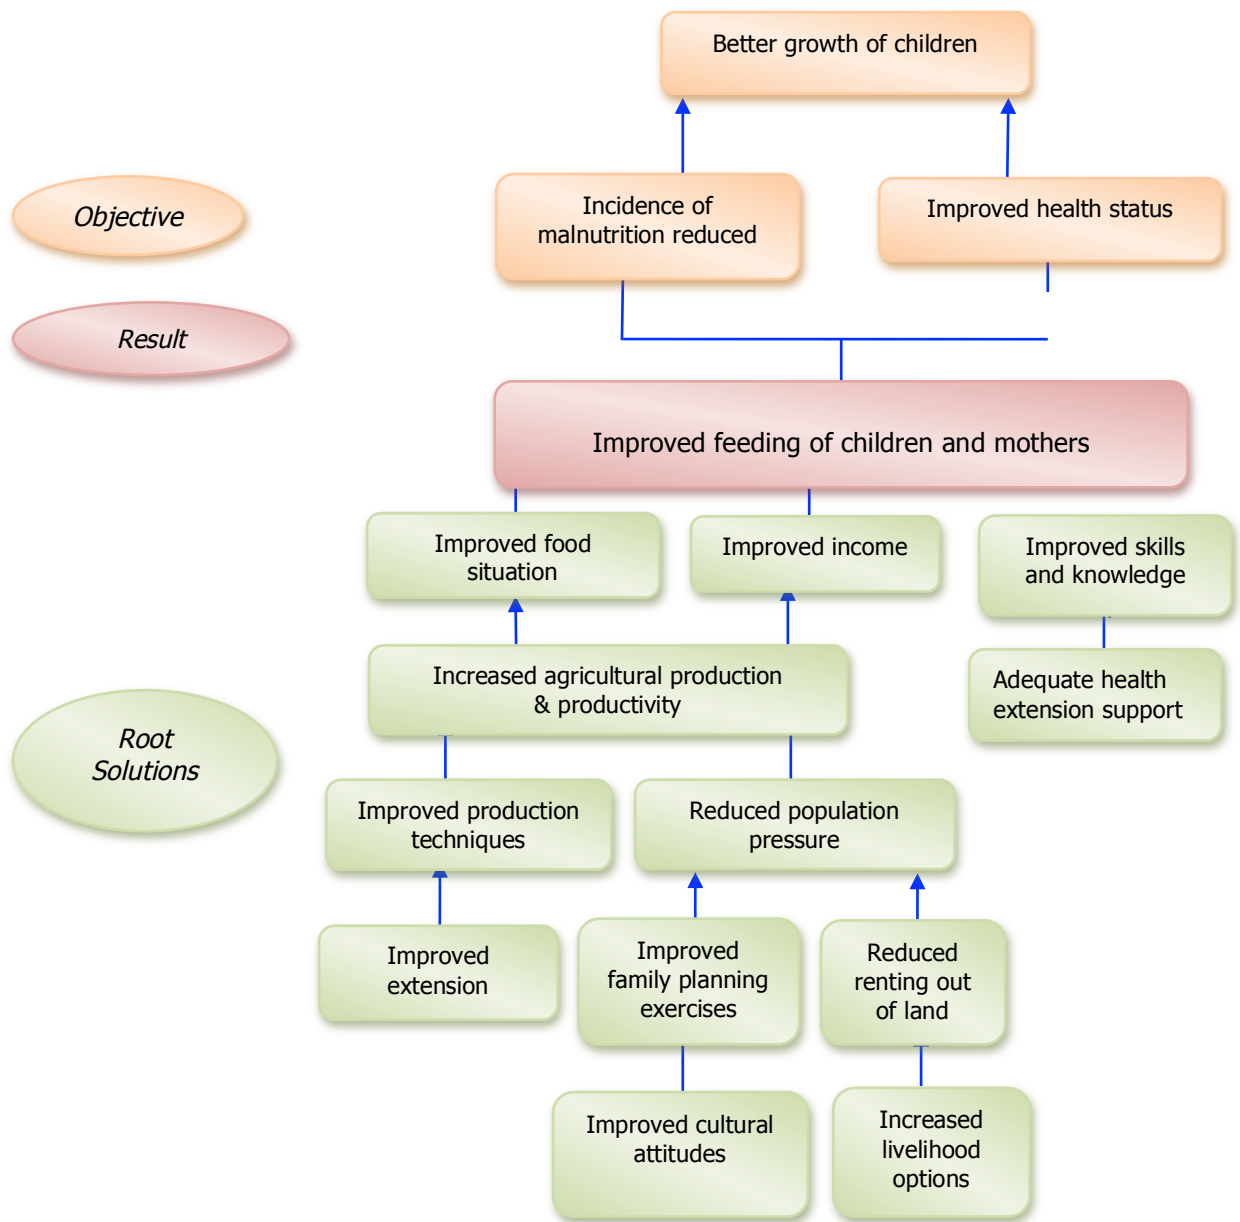 Better growth of children
Incidence of
malnutrition reduced
Improved health status
Objective
Result
Improved feeding of children and mothers
Improved food
situation
Improved income
Improved skills
and knowledge
Increased agricultural production
& productivity
Adequate health
extension support
Root
Solutions
Improved production
techniques
Reduced population
pressure
Improved
extension
Improved
family planning
exercises
Reduced
renting out
of land
Improved cultural
attitudes
Increased
livelihood
options